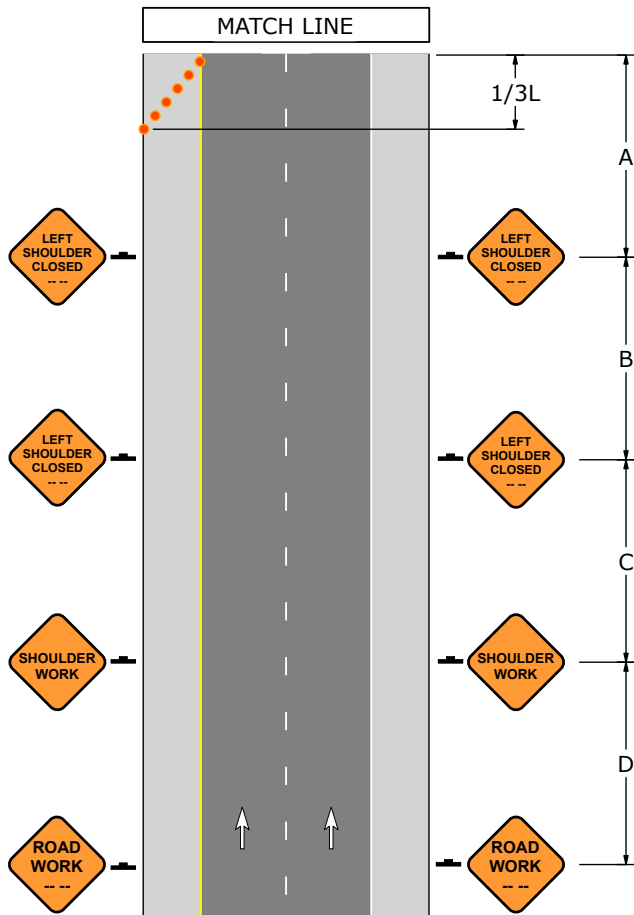 MATCH LINE
1/3L
A
LEFT
SHOULDER
CLOSED
-- --
LEFT
SHOULDER
CLOSED
-- --
B
LEFT
SHOULDER
CLOSED
-- --
LEFT
SHOULDER
CLOSED
-- --
C
SHOULDER
WORK
SHOULDER
WORK
D
ROAD
WORK
-- --
ROAD
WORK
-- --